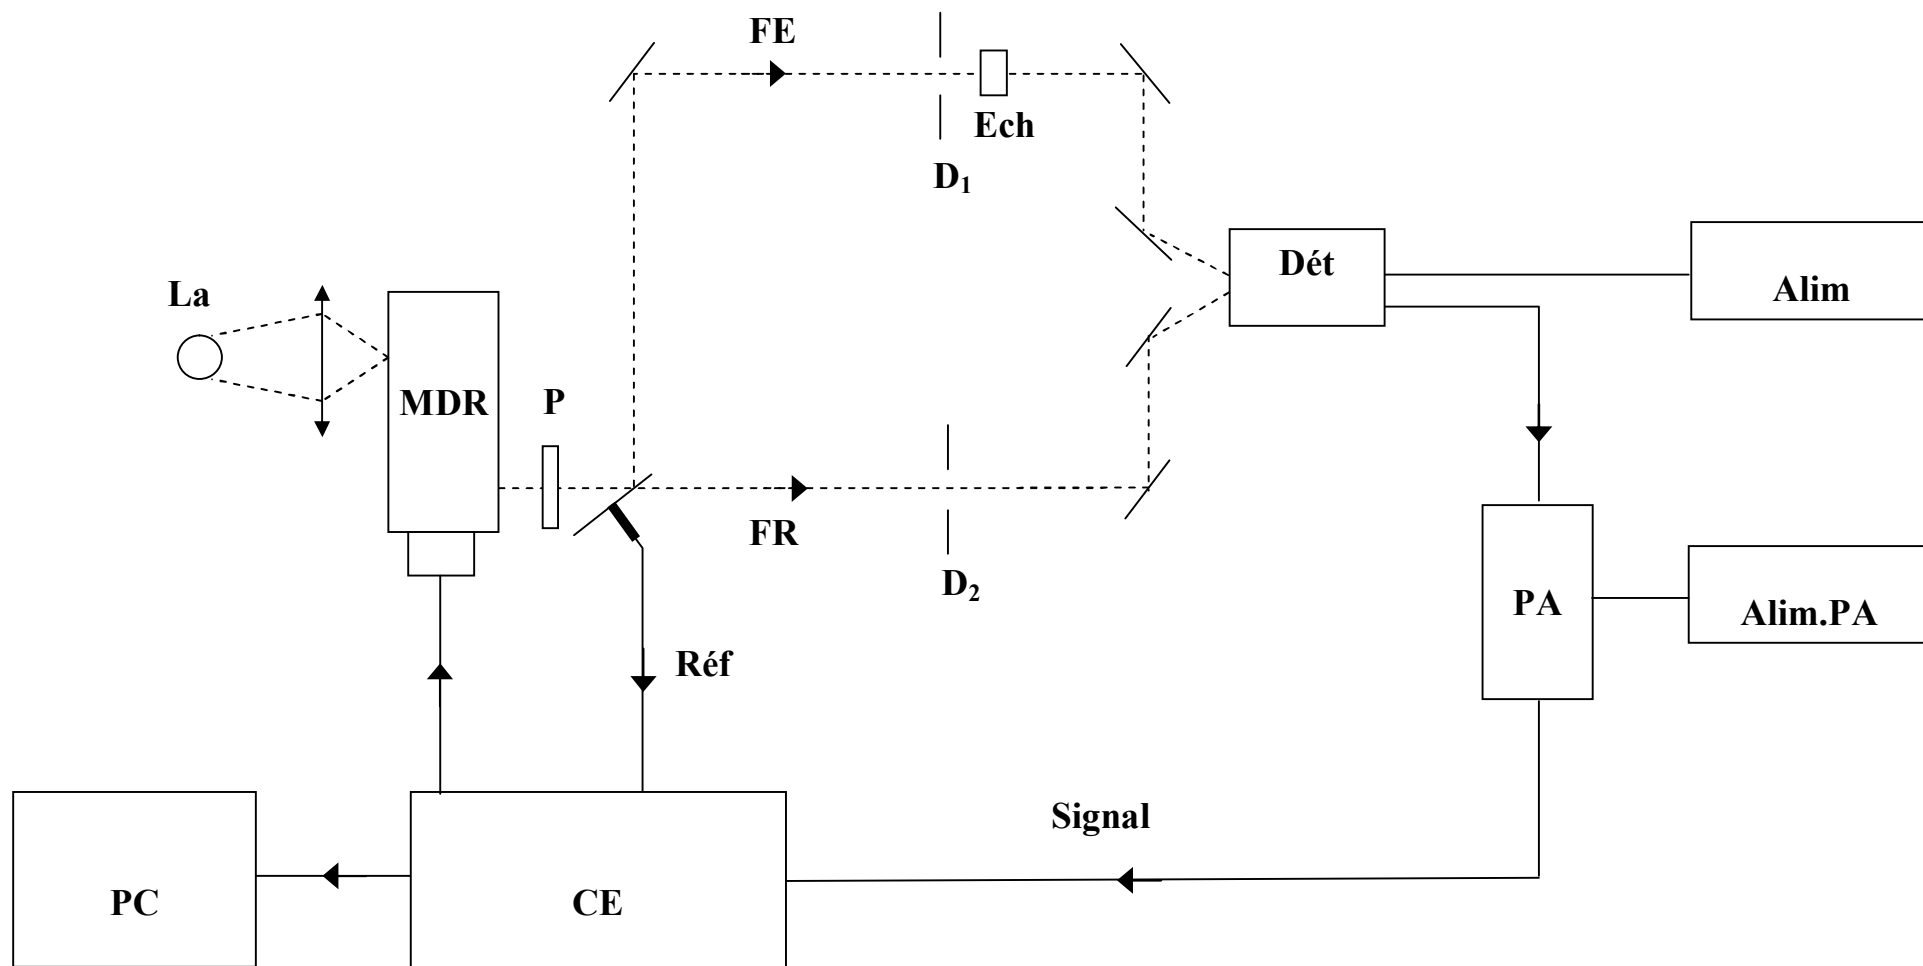 FE
Ech
D₁
Dét
La
Alim
MDR
P
FR
D₂
PA
Alim.PA
Réf
Signal
PC
CE